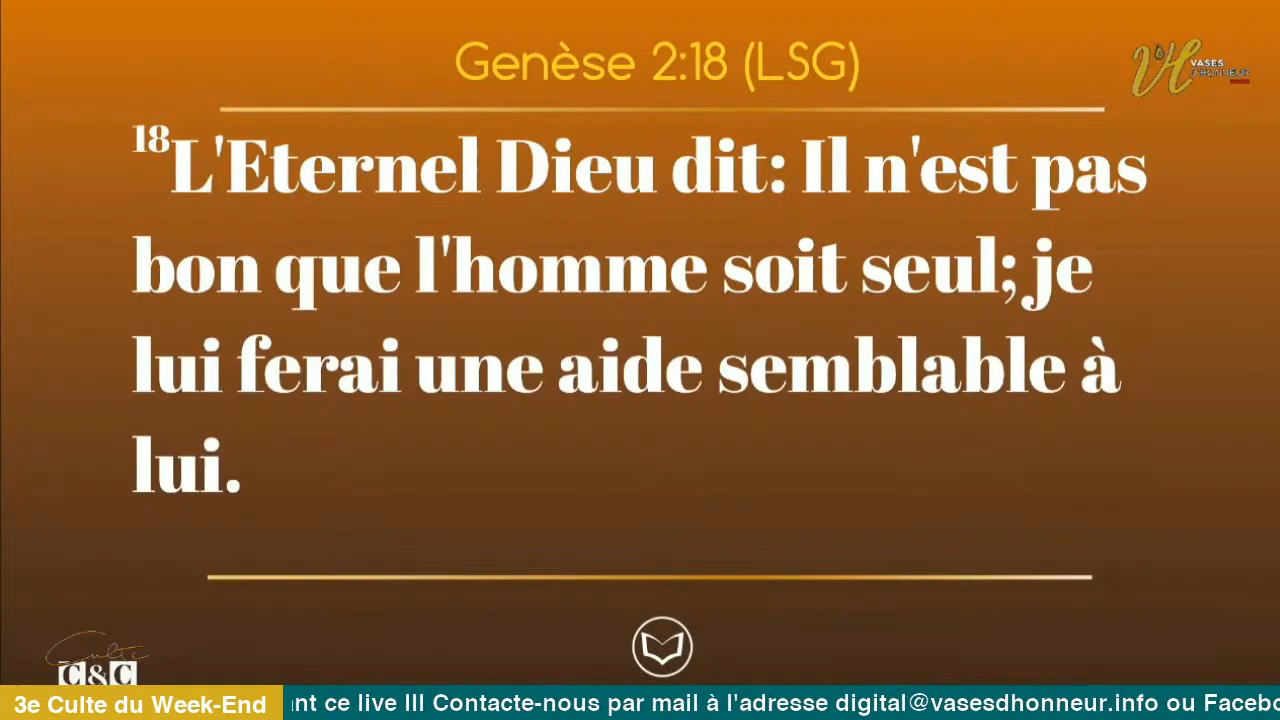 Genèse 2:18 (LSG)
VASES
D'HONNEUR
18L'Eternel Dieu dit: Il n'est pas
bon que l'homme soit seul; je
lui ferai une aide semblable à
lui.
Culte
C&C
3e Culte du Week-End
nt ce live III Contacte-nous par mail à l'adresse digital@vasesdhonneur.info ou Facebo